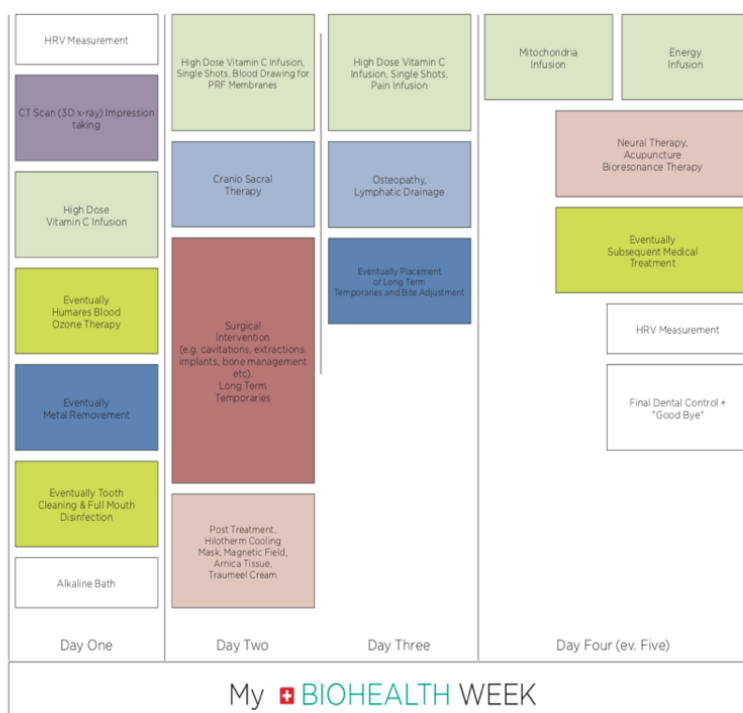 HRV Measurement
CT Scan (3D x-ray) Impression
taking
High Dose
Vitamin C Infusion
Eventually
Humares Blood
Ozone Therapy
Eventually
Metal Removement
Eventually Tooth
Cleaning & Full Mouth
Disinfection
Alkaline Bath
Day One
High Dose Vitamin C Infusion,
Single Shots, Blood Drawing for
PRF Membranes
Cranio Sacral
Therapy
Surgical
Intervention
(e.g. cavitations, extractions,
implants, bone management
etc).
Long Term
Temporaries
Post Treatment,
Hilotherm Cooling
Mask, Magnetic Field,
Arnica Tissue,
Traumeel Cream
Day Two
High Dose Vitamin C
Infusion, Single Shots,
Pain Infusion
Osteopathy,
Lymphatic Drainage
Eventually Placement
of Long Term
Temporaries and Bite Adjustment
Day Three
Mitochondria
Infusion
Energy
Infusion
Neural Therapy,
Acupuncture
Bioresonance Therapy
Eventually
Subsequent Medical
Treatment
HRV Measurement
Final Dental Control +
"Good Bye"
Day Four (ev. Five)
My BIOHEALTH WEEK